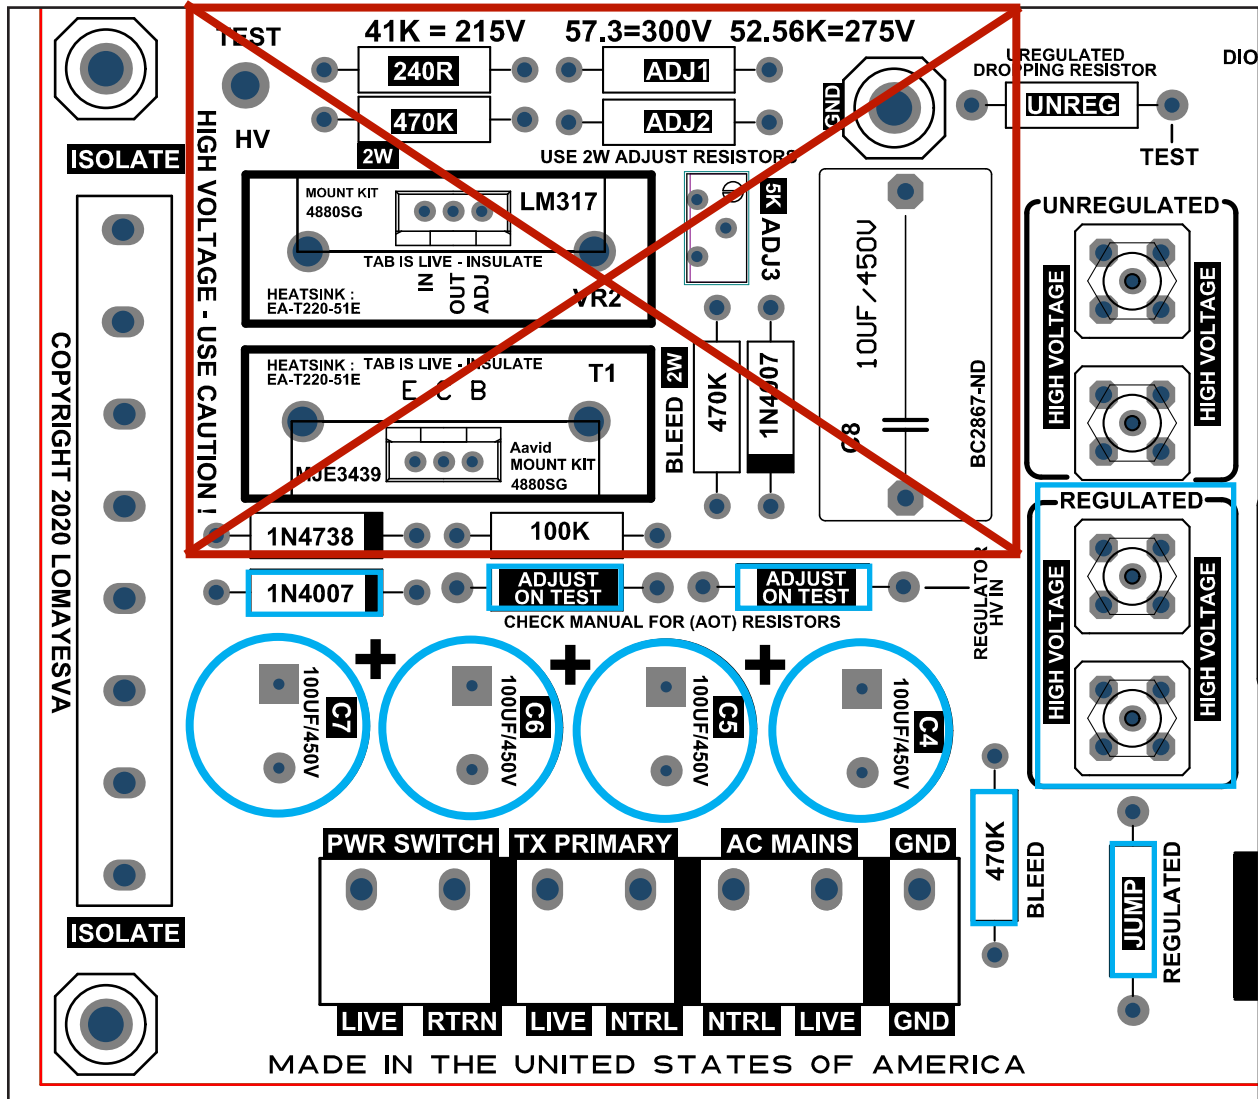 TEST
41K = 215V
57.3=300V
52.56K=275V
240R
ADJ1
470K
ADJ2
2W
HV
USE 2W ADJUST RESISTORS
GND
UREGULATED
DROPPING RESISTOR
UNREG
TEST
DIO
ISOLATE
HIGH VOLTAGE - USE CAUTION !
MOUNT KIT
4880SG
LM317
TAB IS LIVE - INSULATE
IN
OUT
ADJ
HEATSINK :
EA-T220-51E
VR2
5K ADJ3
10UF/450V
C8
BC2867-ND
UNREGULATED
HIGH VOLTAGE
HIGH VOLTAGE
HEATSINK :
EA-T220-51E
TAB IS LIVE - INSULATE
T1
E C B
MJE3439
Aavid
MOUNT KIT
4880SG
BLEED 2W
470K
1N4007
COPYRIGHT 2020 LOMAYESVA
1N4738
100K
1N4007
ADJUST
ON TEST
ADJUST
ON TEST
CHECK MANUAL FOR (AOT) RESISTORS
REGULATOR
HV IN
REGULATED
HIGH VOLTAGE
HIGH VOLTAGE
+
+
+
100UF/450V
C7
100UF/450V
C6
100UF/450V
C5
100UF/450V
C4
470K
BLEED
JUMP
REGULATED
PWR SWITCH
TX PRIMARY
AC MAINS
GND
ISOLATE
LIVE
RTRN
LIVE
NTRL
NTRL
LIVE
GND
MADE IN THE UNITED STATES OF AMERICA